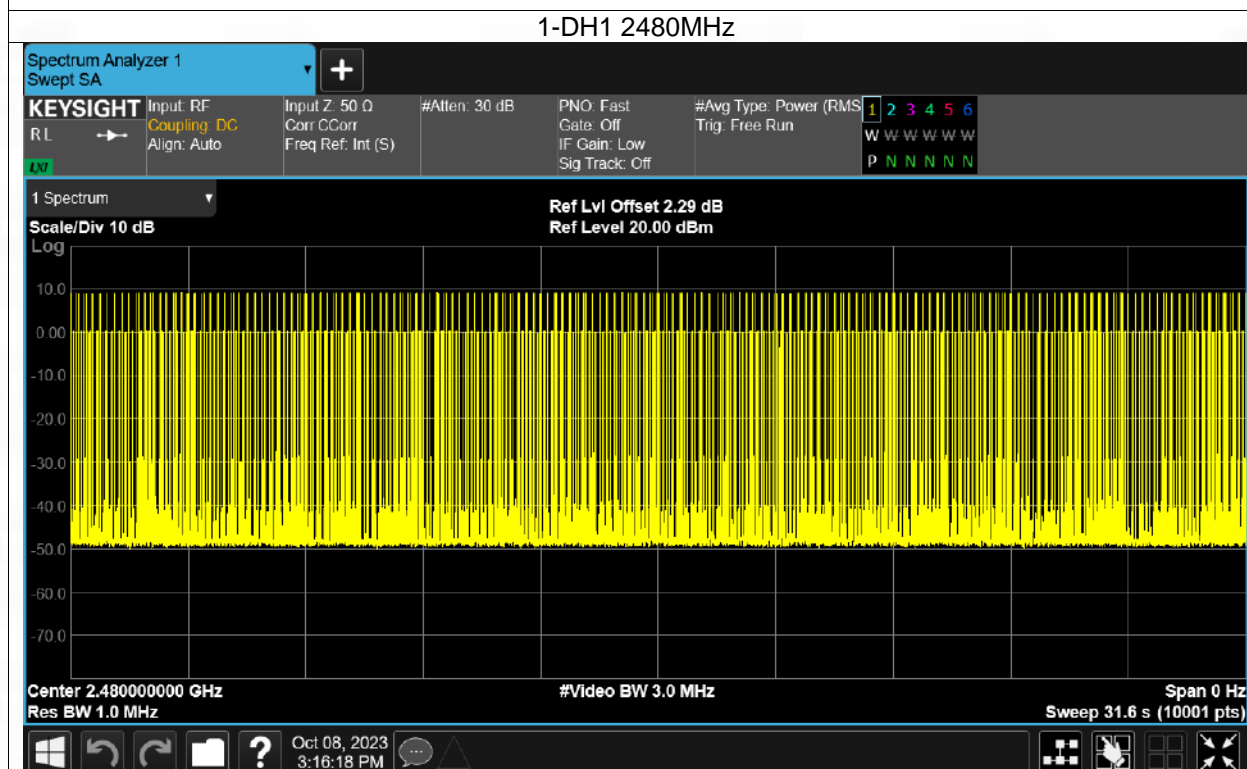 1-DH1 2480MHz
Spectrum Analyzer 1
Swept SA
KEYSIGHT
RL
LXI
Input: RF
Coupling: DC
Align: Auto
Input Z: 50 Ω
Corr CCorr
Freq Ref: Int (S)
#Atten: 30 dB
PNO: Fast
Gate: Off
IF Gain: Low
Sig Track: Off
#Avg Type: Power (RMS
Trig: Free Run
1 2 3 4 5 6
W W W W W W
P N N N N N
1 Spectrum
Scale/Div 10 dB
Ref Lvl Offset 2.29 dB
Ref Level 20.00 dBm
Log
10.0
0.00
-10.0
-20.0
-30.0
-40.0
-50.0
-60.0
-70.0
Center 2.480000000 GHz
#Video BW 3.0 MHz
Span 0 Hz
Res BW 1.0 MHz
Sweep 31.6 s (10001 pts)
?
Oct 08, 2023
3:16:18 PM